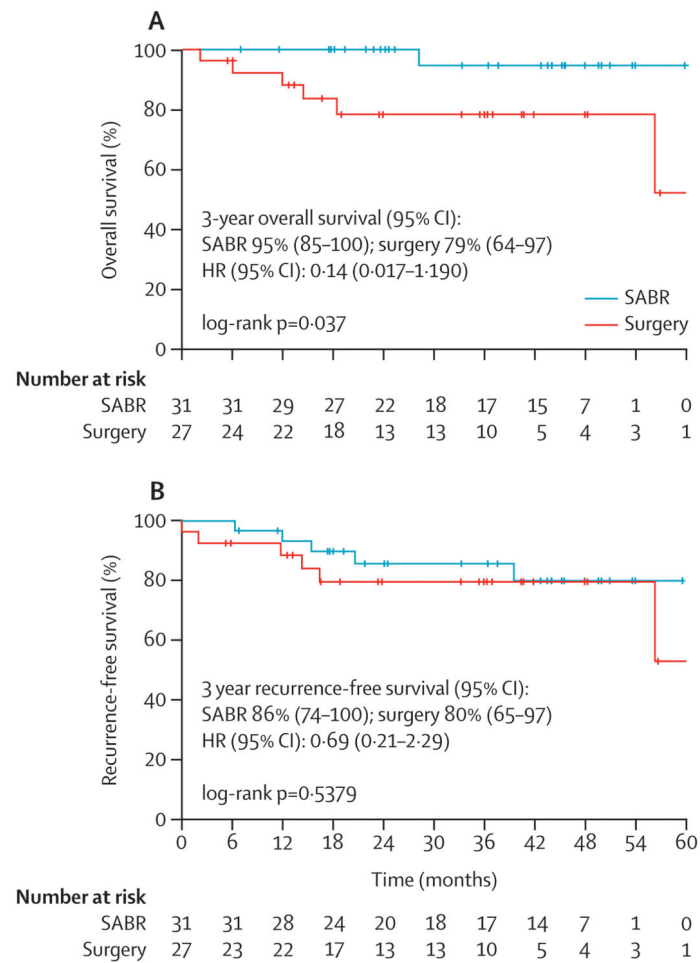 A
100
80
60
40
20
0
Overall survival (%)
3-year overall survival (95% CI):
SABR 95% (85–100); surgery 79% (64–97)
HR (95% CI): 0·14 (0·017–1·190)
log-rank p=0·037
SABR
Surgery
Number at risk
SABR 31 31 29 27 22 18 17 15 7 1 0
Surgery 27 24 22 18 13 13 10 5 4 3 1
B
100
80
60
40
20
0
Recurrence-free survival (%)
3 year recurrence-free survival (95% CI):
SABR 86% (74–100); surgery 80% (65–97)
HR (95% CI): 0·69 (0·21–2·29)
log-rank p=0·5379
0 6 12 18 24 30 36 42 48 54 60
Time (months)
Number at risk
SABR 31 31 28 24 20 18 17 14 7 1 0
Surgery 27 23 22 17 13 13 10 5 4 3 1